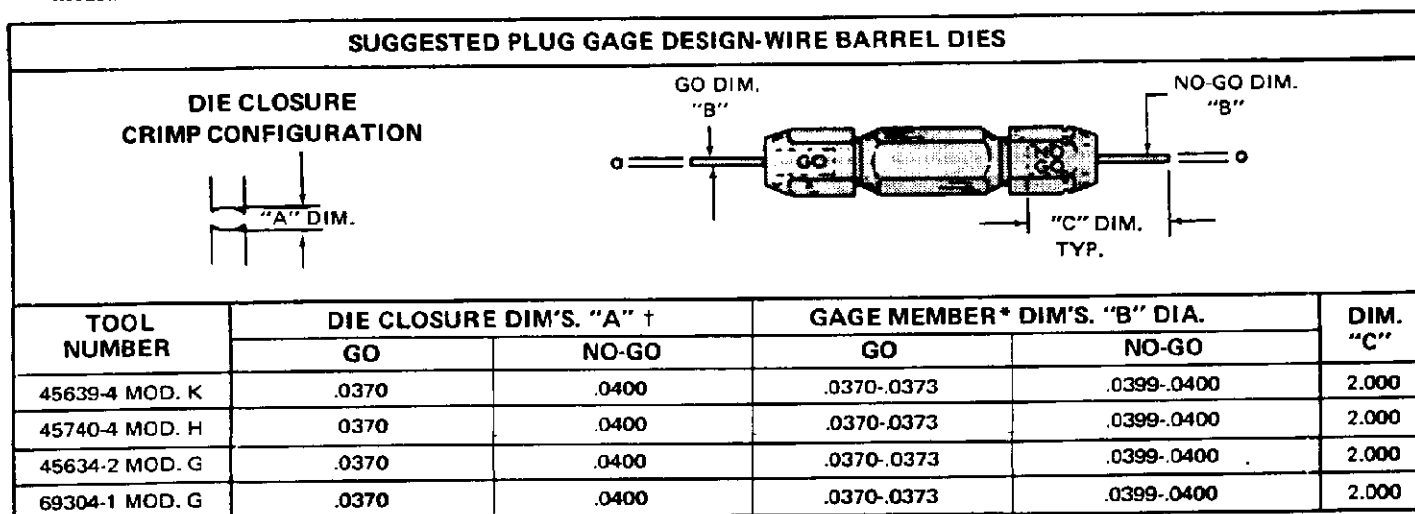 SUGGESTED PLUG GAGE DESIGN-WIRE BARREL DIES
DIE CLOSURE
CRIMP CONFIGURATION
"A" DIM.
GO DIM.
"B"
GO
NO
GO
NO-GO DIM.
"B"
"C" DIM.
TYP.
TOOL NUMBER DIE CLOSURE DIM'S. "A" † GAGE MEMBER* DIM'S. "B" DIA. DIM. "C"
GO NO-GO GO NO-GO
45639-4 MOD. K .0370 .0400 .0370-.0373 .0399-.0400 2.000
45740-4 MOD. H 0370 .0400 .0370-.0373 .0399-.0400 2.000
45634-2 MOD. G .0370 .0400 .0370-.0373 .0399-.0400 2.000
69304-1 MOD. G .0370 .0400 .0370-.0373 .0399-.0400 2.000